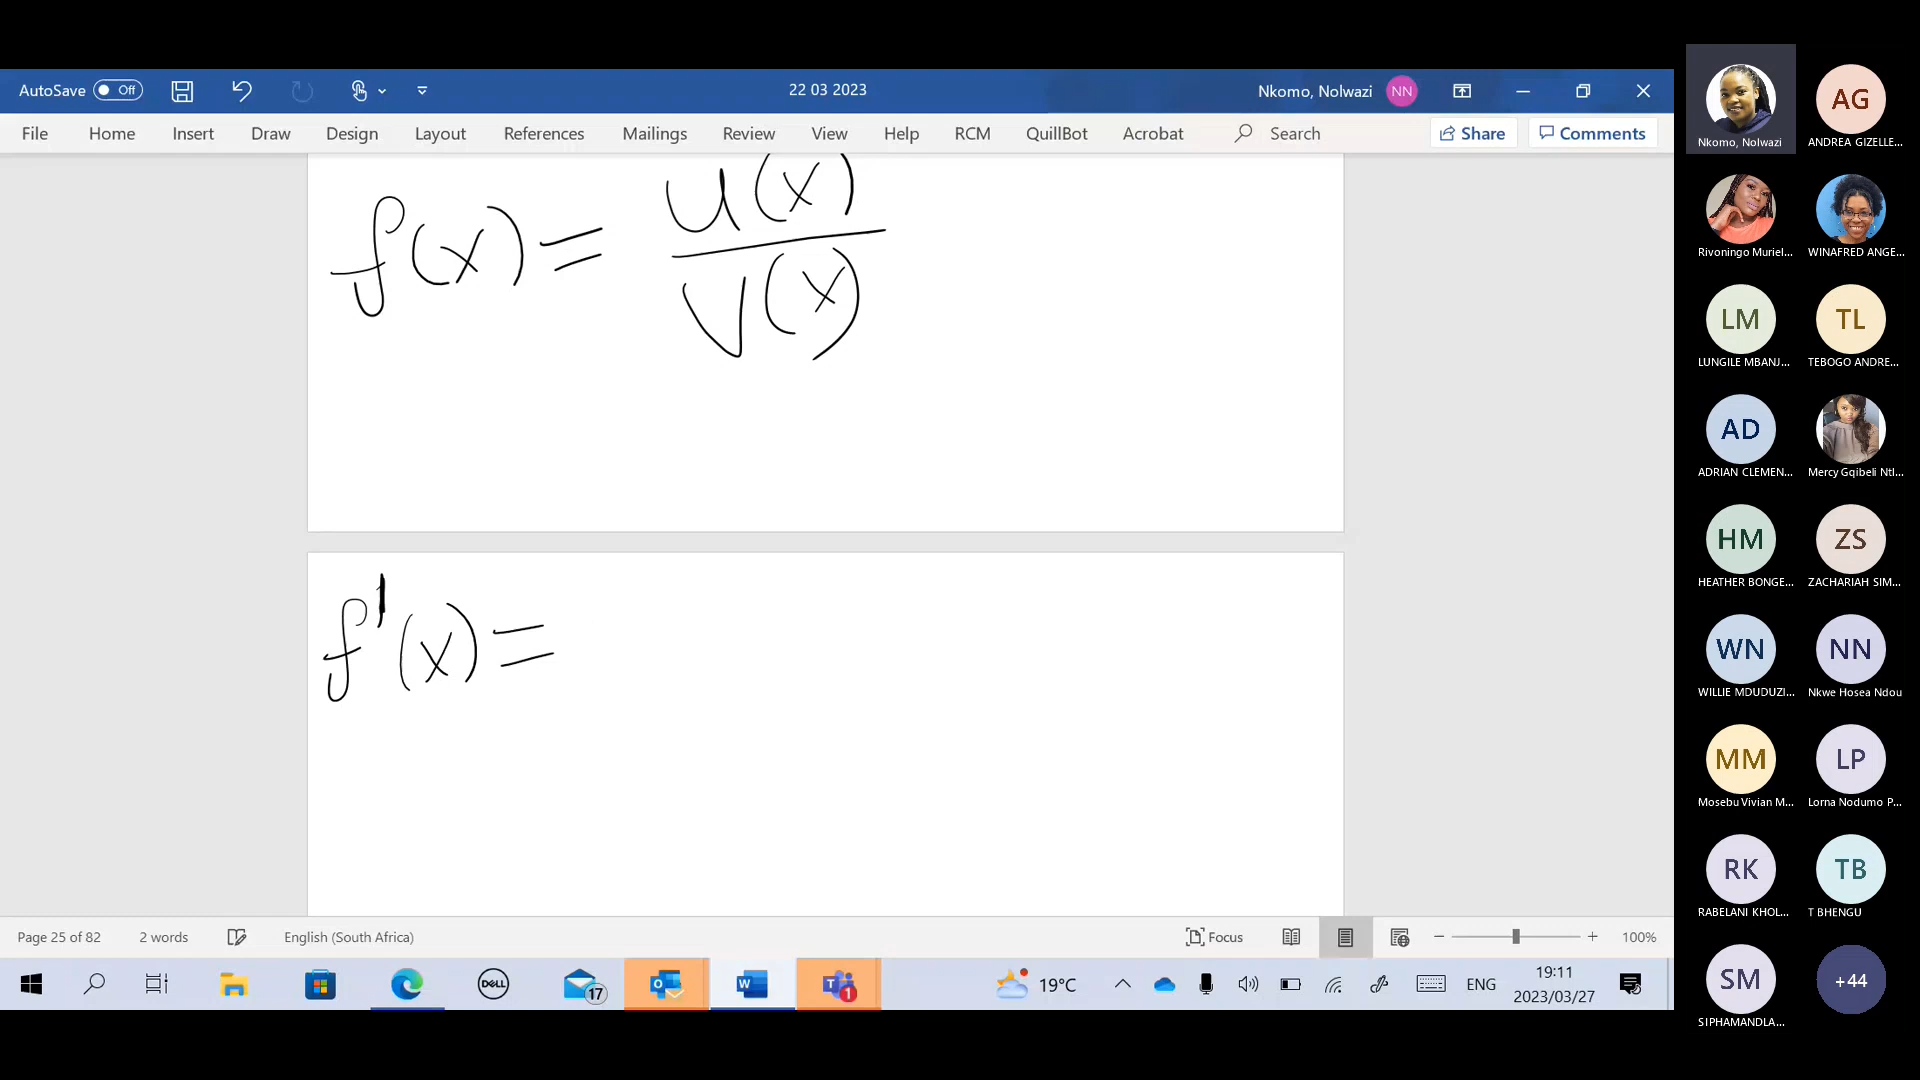 AutoSave Off 22 03 2023 Nkomo, Nolwazi NN
File Home Insert Draw Design Layout References Mailings Review View Help RCM QuillBot Acrobat Search Share Comments
f(x) = u(x)
v(x)
f'(x) =
Page 25 of 82 2 words English (South Africa) Focus 100%
17 DELL 1 19°C ENG 19:11
2023/03/27
AG
Nkomo, Nolwazi ANDREA GIZELLE...
Rivoningo Muriel... WINAFRED ANGE...
LM TL
LUNGILE MBANJ... TEBOGO ANDRE...
AD
ADRIAN CLEMEN... Mercy Gqibeli Ntl...
HM ZS
HEATHER BONGE... ZACHARIAH SIM...
WN NN
WILLIE MDUDUZI... Nkwe Hosea Ndou
MM LP
Mosebu Vivian M... Lorna Nodumo P...
RK TB
RABELANI KHOL... T BHENGU
SM +44
SIPHAMANDLA...